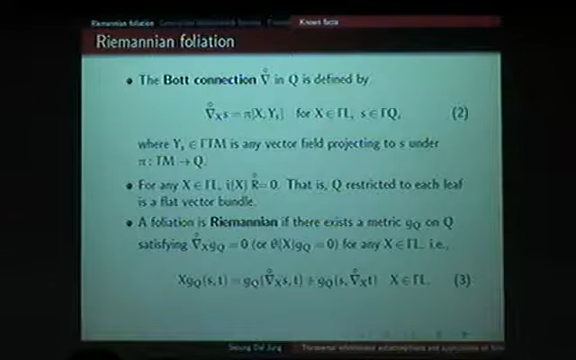 Riemannian foliation
Known facts
Riemannian foliation
• The Bott connection ∇̊ in Q is defined by
∇̊_X s = π[X, Y_s] for X ∈ ΓL, s ∈ ΓQ, (2)
where Y_s ∈ ΓTM is any vector field projecting to s under
π : TM → Q.
• For any X ∈ ΓL, i(X) R̊ = 0. That is, Q restricted to each leaf
is a flat vector bundle.
• A foliation is Riemannian if there exists a metric g_Q on Q
satisfying ∇̊_X g_Q = 0 (or θ(X)g_Q = 0) for any X ∈ ΓL, i.e.,
Xg_Q(s, t) = g_Q(∇̊_X s, t) + g_Q(s, ∇̊_X t) X ∈ ΓL. (3)
Seoung Dal Jung